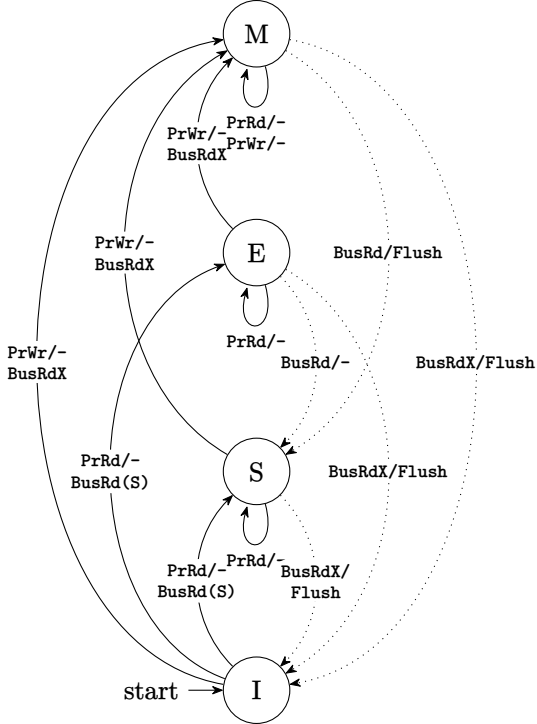 M
PrRd/-
PrWr/-
PrWr/-
BusRdX
PrWr/-
BusRdX
E
BusRd/Flush
PrRd/-
BusRd/-
PrWr/-
BusRdX
BusRdX/Flush
PrRd/-
BusRd(S)
S
BusRdX/Flush
PrRd/-
PrRd/-
BusRd(S)
BusRdX/
Flush
start
I